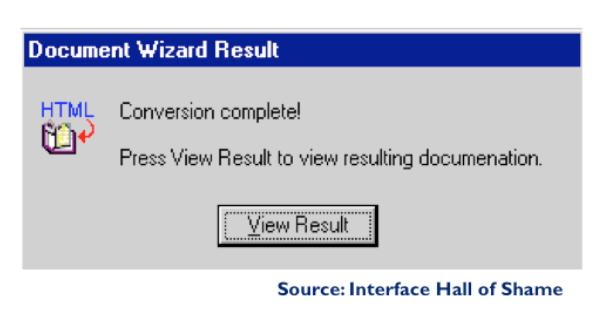 Document Wizard Result
HTML
Conversion complete!
Press View Result to view resulting documenation.
View Result
Source: Interface Hall of Shame